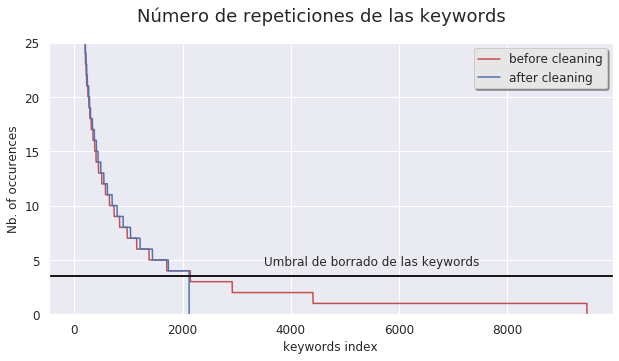 Número de repeticiones de las keywords
before cleaning
after cleaning
Nb. of occurences
25
20
15
10
5
0
Umbral de borrado de las keywords
0 2000 4000 6000 8000
keywords index